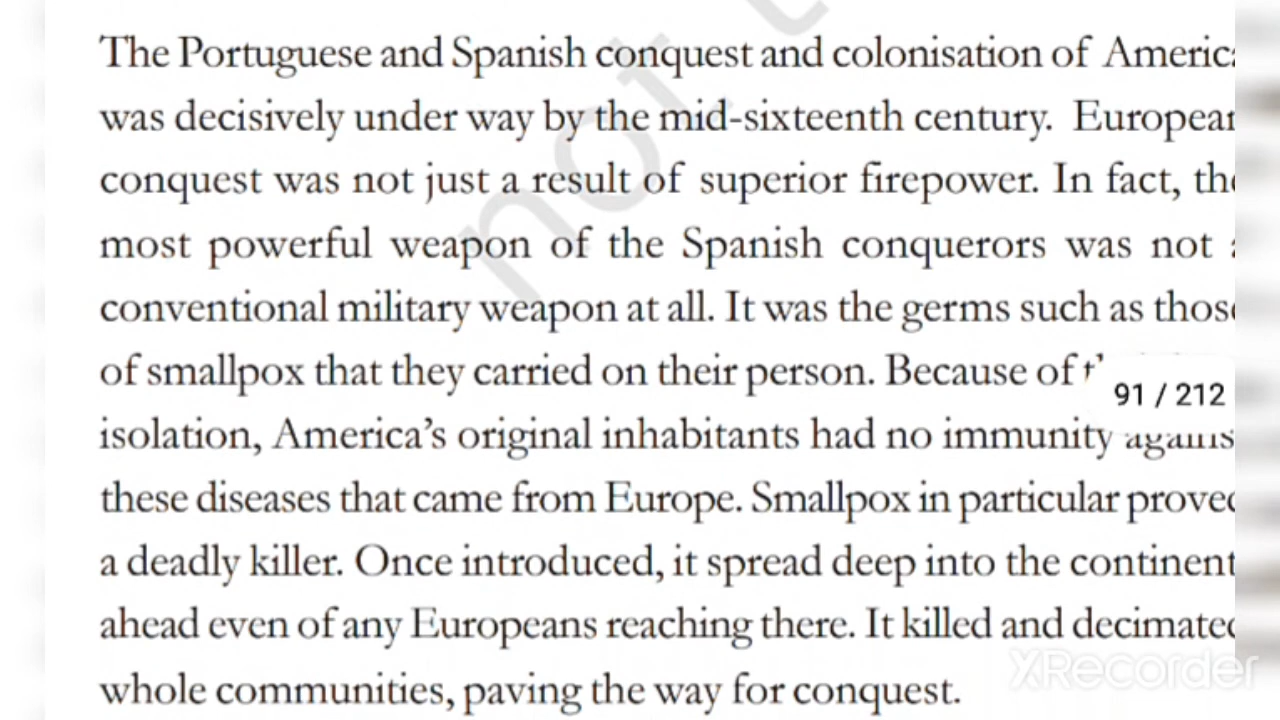 The Portuguese and Spanish conquest and colonisation of Americ
was decisively under way by the mid-sixteenth century. Europea
conquest was not just a result of superior firepower. In fact, th
most powerful weapon of the Spanish conquerors was not
conventional military weapon at all. It was the germs such as thos
of smallpox that they carried on their person. Because of
91 / 212
isolation, America's original inhabitants had no immunity agains
these diseases that came from Europe. Smallpox in particular prove
a deadly killer. Once introduced, it spread deep into the continent
ahead even of any Europeans reaching there. It killed and decimate
whole communities, paving the way for conquest.
XRecorder
not